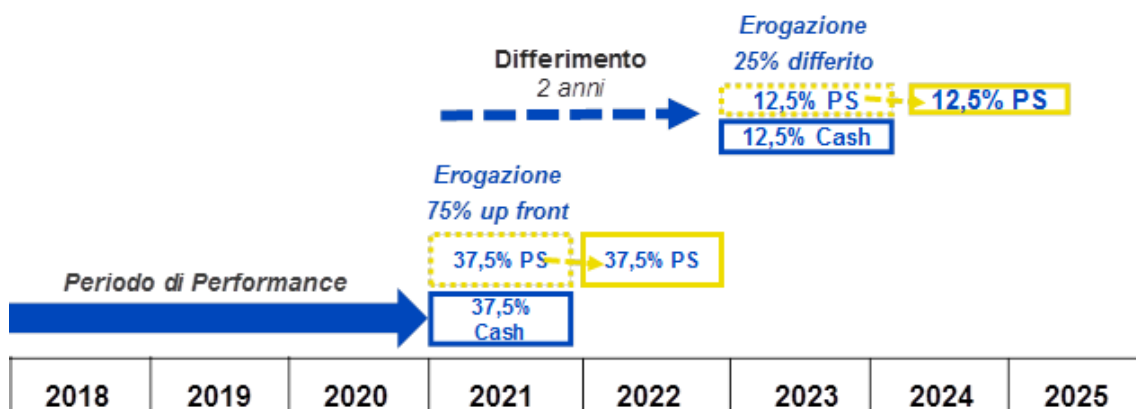 Erogazione
25% differito
Differimento
2 anni
12,5% PS
12,5% PS
12,5% Cash
Erogazione
75% up front
37,5% PS
37,5% PS
Periodo di Performance
37,5%
Cash
2018 2019 2020 2021 2022 2023 2024 2025